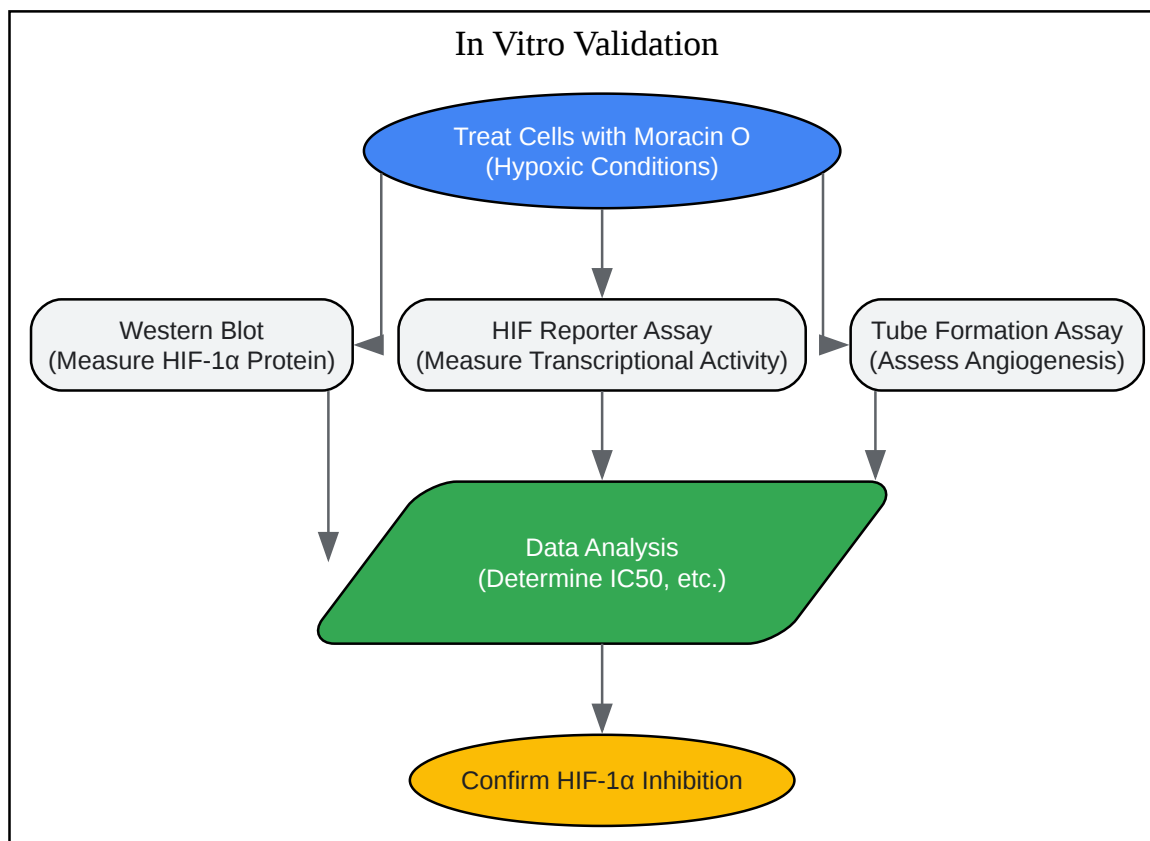 In Vitro Validation
Treat Cells with Moracin O
(Hypoxic Conditions)
Western Blot
(Measure HIF-1α Protein)
HIF Reporter Assay
(Measure Transcriptional Activity)
Tube Formation Assay
(Assess Angiogenesis)
Data Analysis
(Determine IC50, etc.)
Confirm HIF-1α Inhibition